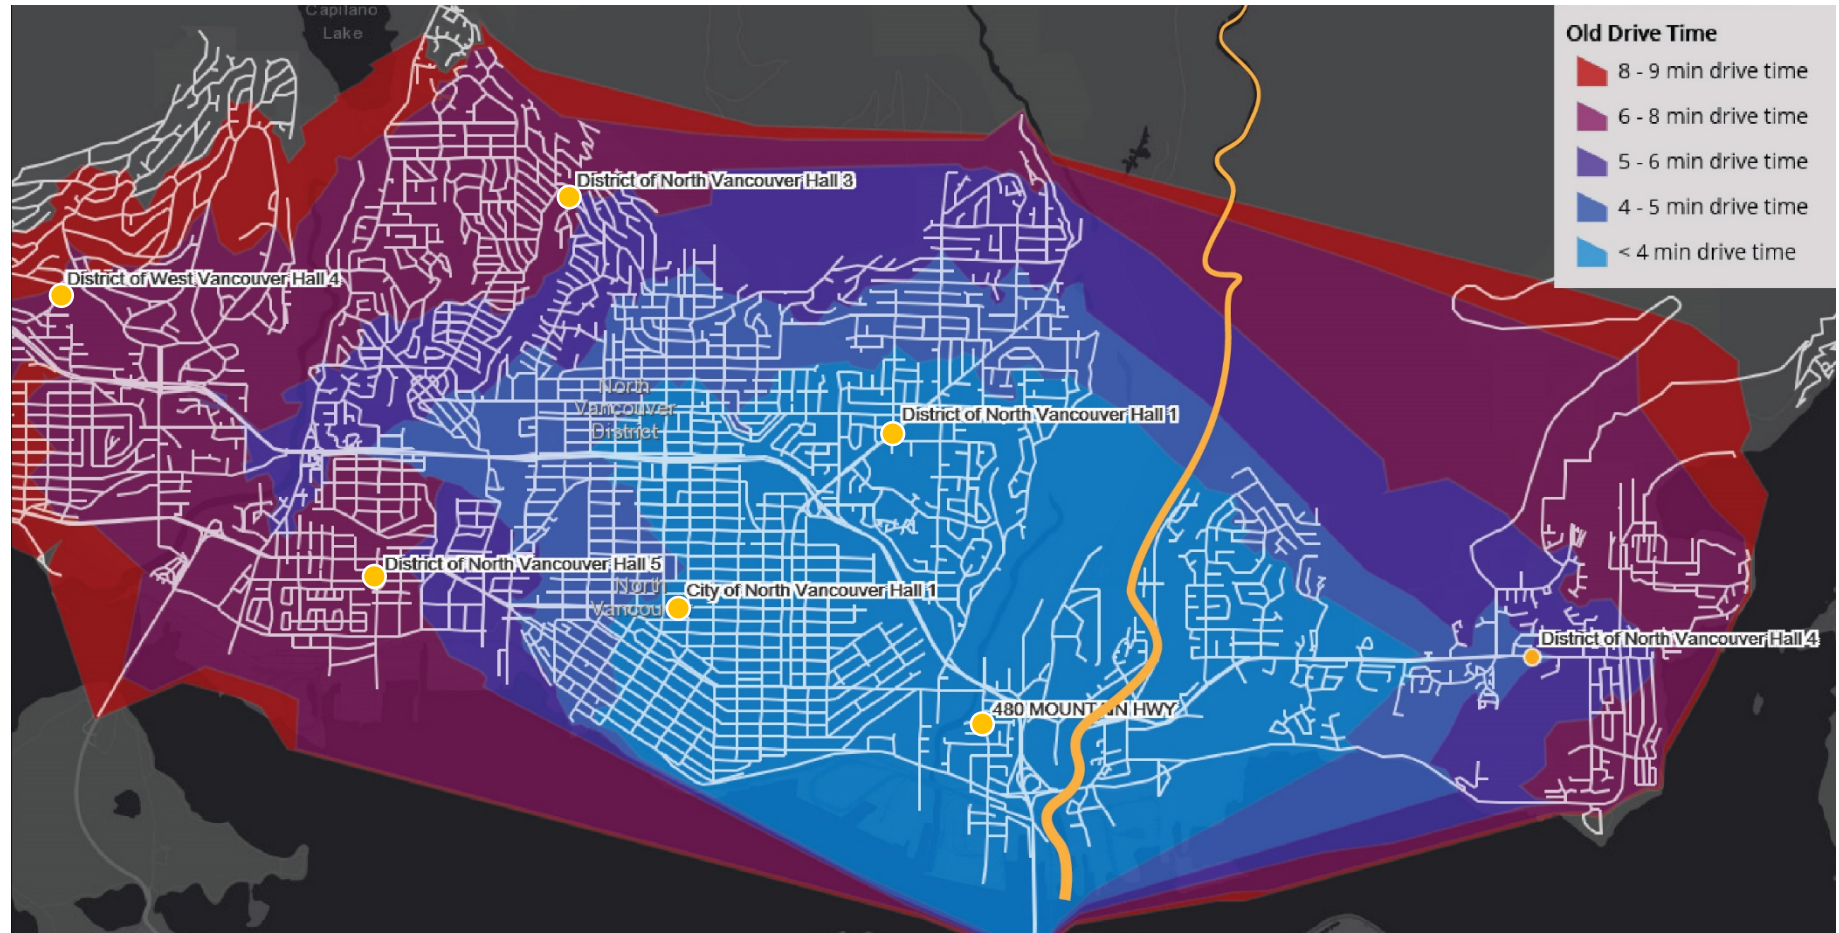 Capilano
Lake
Old Drive Time
8 - 9 min drive time
6 - 8 min drive time
5 - 6 min drive time
4 - 5 min drive time
< 4 min drive time
District of North Vancouver Hall 3
District of West Vancouver Hall 4
North
Vancouver
District
District of North Vancouver Hall 1
District of North Vancouver Hall 5
North
Vancou
City of North Vancouver Hall 1
District of North Vancouver Hall 4
480 MOUNTAIN HWY